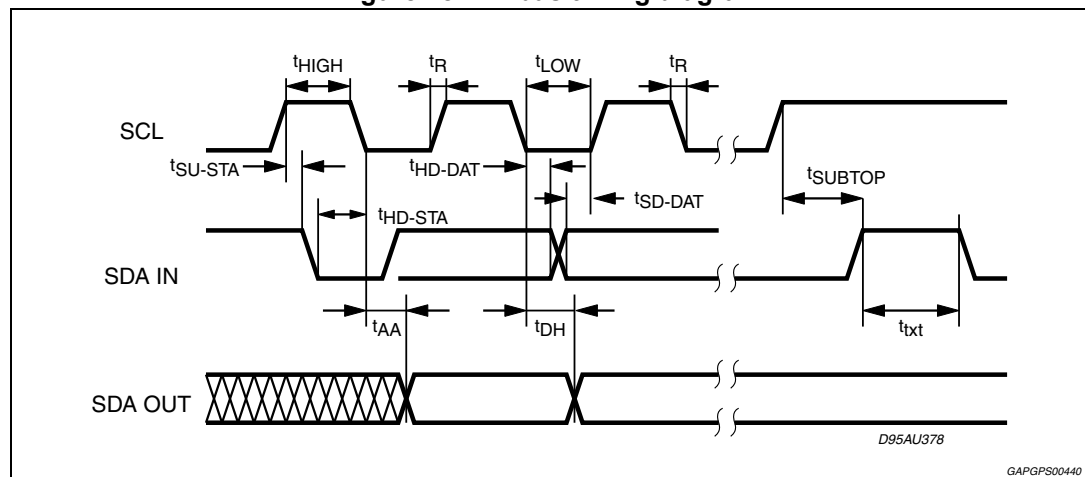 tHIGH
tR
tLOW
tR
SCL
tSU-STA
tHD-DAT
tSUBTOP
tSD-DAT
tHD-STA
SDA IN
tAA
tDH
ttxt
SDA OUT
D95AU378
GAPGPS00440